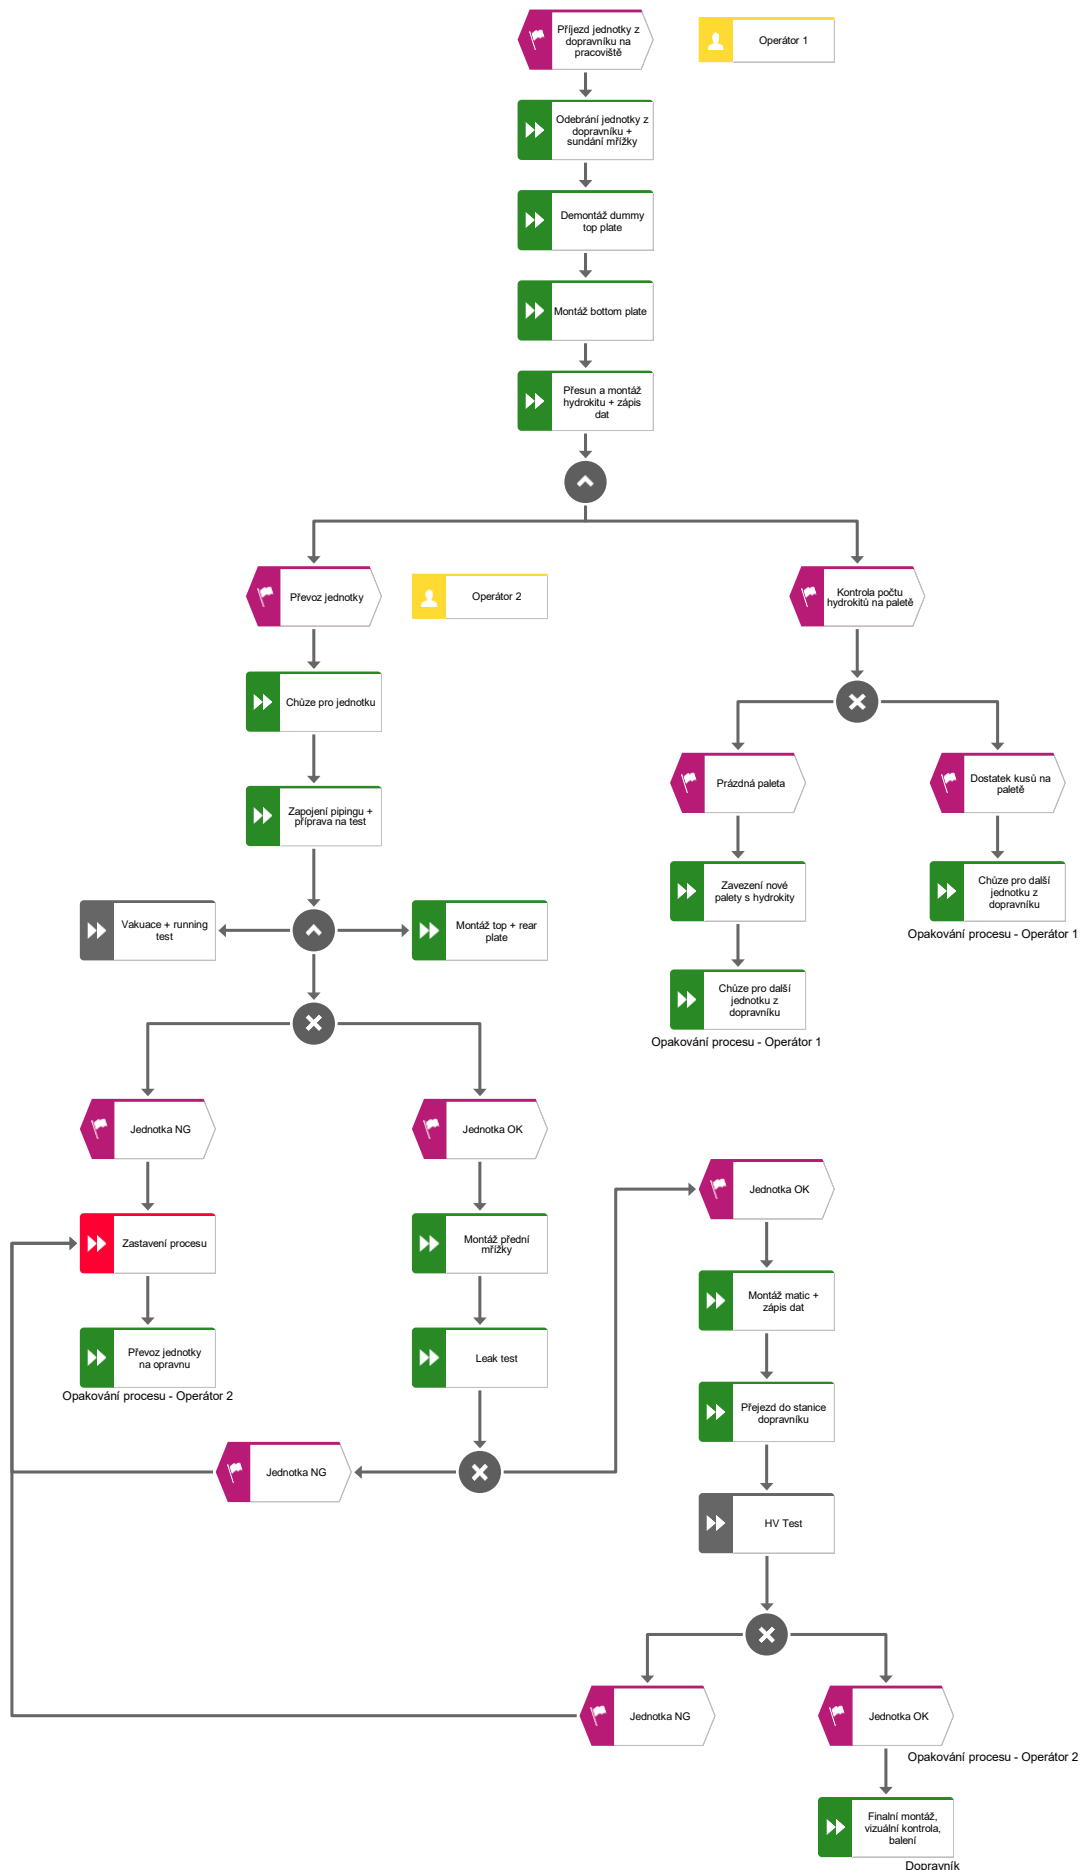 Příjezd jednotky z
dopravníku na
pracoviště
Operátor 1
Odebrání jednotky z
dopravníku +
sundání mřížky
Demontáž dummy
top plate
Montáž bottom plate
Přesun a montáž
hydrokitu + zápis
dat
Převoz jednotky
Operátor 2
Kontrola počtu
hydrokitů na paletě
Chůze pro jednotku
Prázdná paleta
Dostatek kusů na
paletě
Zapojení pipingu +
příprava na test
Zavezení nové
palety s hydrokity
Chůze pro další
jednotku z
dopravníku
Opakování procesu - Operátor 1
Vakuace + running
test
Montáž top + rear
plate
Chůze pro další
jednotku z
dopravníku
Opakování procesu - Operátor 1
Jednotka NG
Jednotka OK
Jednotka OK
Zastavení procesu
Montáž přední
mřížky
Montáž matic +
zápis dat
Převoz jednotky
na opravnu
Opakování procesu - Operátor 2
Leak test
Přejezd do stanice
dopravníku
Jednotka NG
HV Test
Jednotka NG
Jednotka OK
Opakování procesu - Operátor 2
Finalní montáž,
vizuální kontrola,
balení
Dopravník